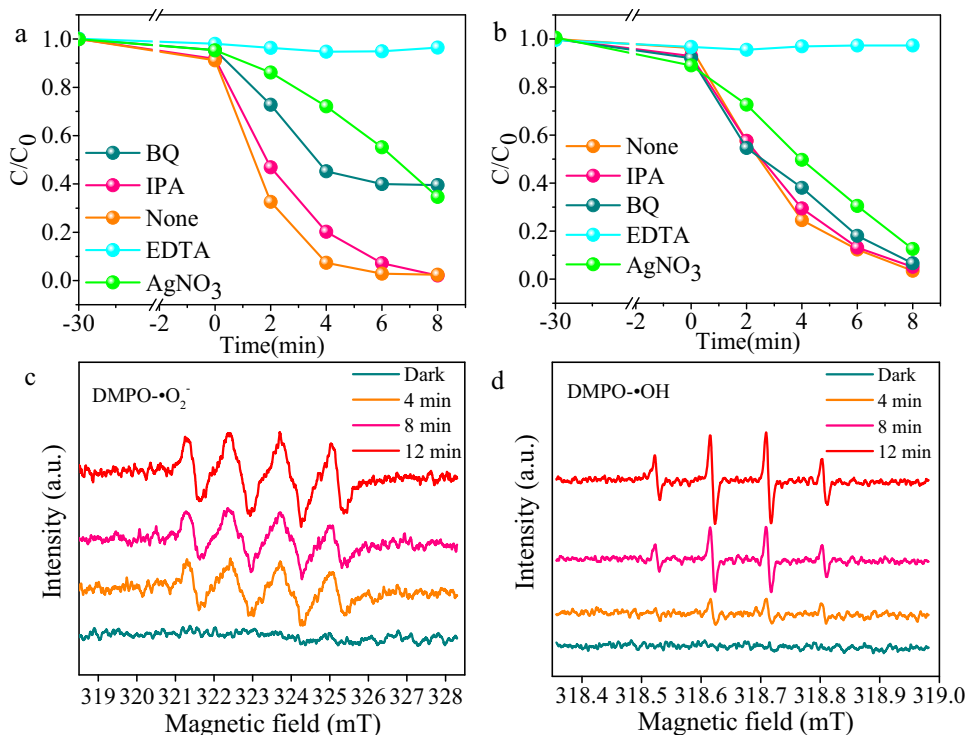 a
C/C0
1.0
0.8
0.6
0.4
0.2
0.0
BQ
IPA
None
EDTA
AgNO3
-30 -2 0 2 4 6 8
Time(min)
b
C/C0
1.0
0.8
0.6
0.4
0.2
0.0
None
IPA
BQ
EDTA
AgNO3
-30 -2 0 2 4 6 8
Time(min)
c
DMPO-•O2-
Dark
4 min
8 min
12 min
Intensity (a.u.)
319 320 321 322 323 324 325 326 327 328
Magnetic field (mT)
d
DMPO-•OH
Dark
4 min
8 min
12 min
Intensity (a.u.)
318.4 318.5 318.6 318.7 318.8 318.9 319.0
Magnetic field (mT)